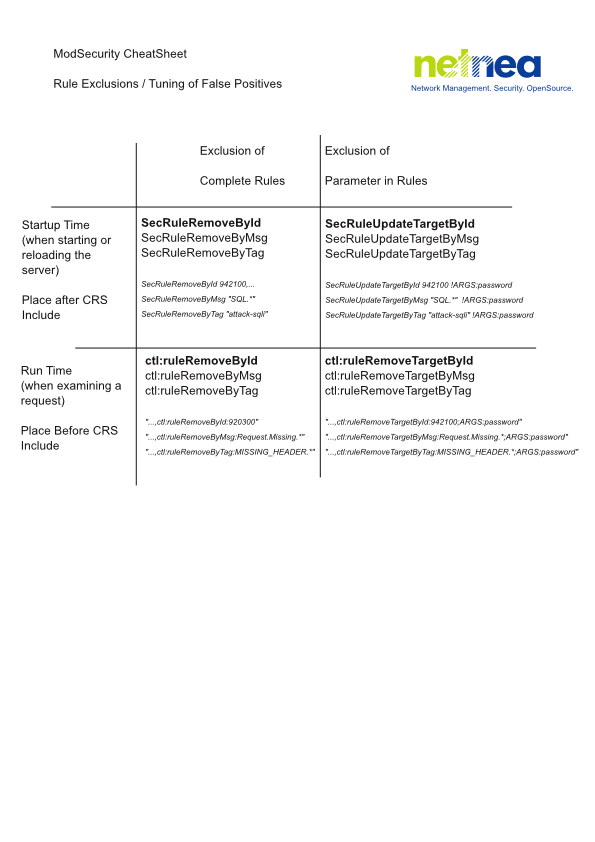 ModSecurity CheatSheet
Rule Exclusions / Tuning of False Positives
netnea
Network Management. Security. OpenSource.
Exclusion of
Complete Rules
Exclusion of
Parameter in Rules
Startup Time
(when starting or
reloading the
server)
Place after CRS
Include
SecRuleRemoveById
SecRuleRemoveByMsg
SecRuleRemoveByTag
SecRuleRemoveById 942100,...
SecRuleRemoveByMsg "SQL.*"
SecRuleRemoveByTag "attack-sqli"
SecRuleUpdateTargetById
SecRuleUpdateTargetByMsg
SecRuleUpdateTargetByTag
SecRuleUpdateTargetById 942100 !ARGS:password
SecRuleUpdateTargetByMsg "SQL.*" !ARGS:password
SecRuleUpdateTargetByTag "attack-sqli" !ARGS:password
Run Time
(when examining a
request)
Place Before CRS
Include
ctl:ruleRemoveById
ctl:ruleRemoveByMsg
ctl:ruleRemoveByTag
"...,ctl:ruleRemoveById:920300"
"...,ctl:ruleRemoveByMsg:Request.Missing.*"
"...,ctl:ruleRemoveByTag:MISSING_HEADER.*"
ctl:ruleRemoveTargetById
ctl:ruleRemoveTargetByMsg
ctl:ruleRemoveTargetByTag
"...,ctl:ruleRemoveTargetById:942100;ARGS:password"
"...,ctl:ruleRemoveTargetByMsg:Request.Missing.*;ARGS:password"
"...,ctl:ruleRemoveTargetByTag:MISSING_HEADER.*;ARGS:password"